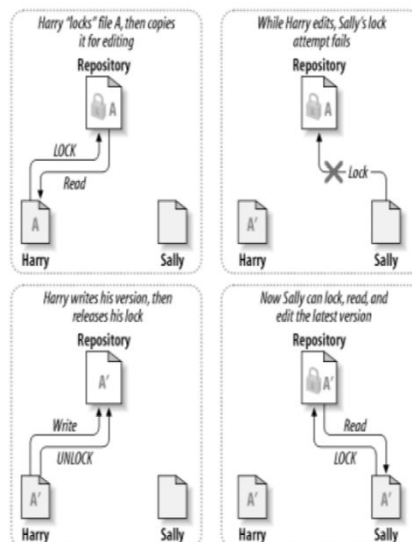 Harry "locks" file A, then copies
it for editing
Repository
A
LOCK
Read
A
Harry
Sally
While Harry edits, Sally's lock
attempt fails
Repository
A
Lock
A'
Harry
Sally
Harry writes his version, then
releases his lock
Repository
A'
Write
UNLOCK
A'
Harry
Sally
Now Sally can lock, read, and
edit the latest version
Repository
A'
Read
LOCK
A'
A'
Harry
Sally